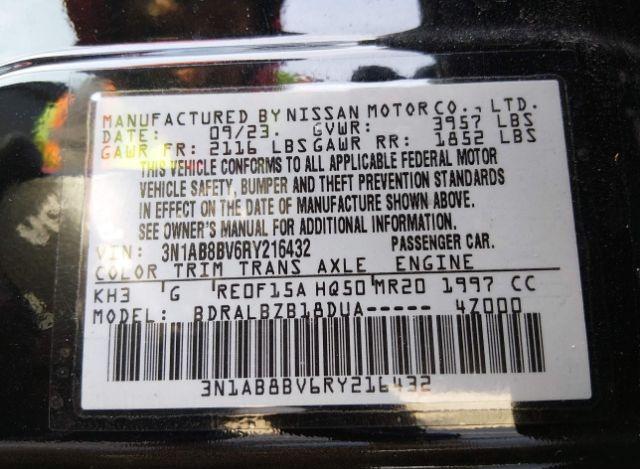 MANUFACTURED BY NISSAN MOTOR CO., LTD.
DATE: 09/23. GVWR: 3957 LBS
GAWR FR: 2116 LBS GAWR RR: 1852 LBS
THIS VEHICLE CONFORMS TO ALL APPLICABLE FEDERAL MOTOR
VEHICLE SAFETY, BUMPER AND THEFT PREVENTION STANDARDS
IN EFFECT ON THE DATE OF MANUFACTURE SHOWN ABOVE.
SEE OWNER'S MANUAL FOR ADDITIONAL INFORMATION.
VIN: 3N1AB8BV6RY216432 PASSENGER CAR.
COLOR TRIM TRANS AXLE ENGINE
KH3 G RE0F15A HQ50 MR20 1997 CC
MODEL: BDRALBZB18DUA----- 4Z000
3N1AB8BV6RY216432